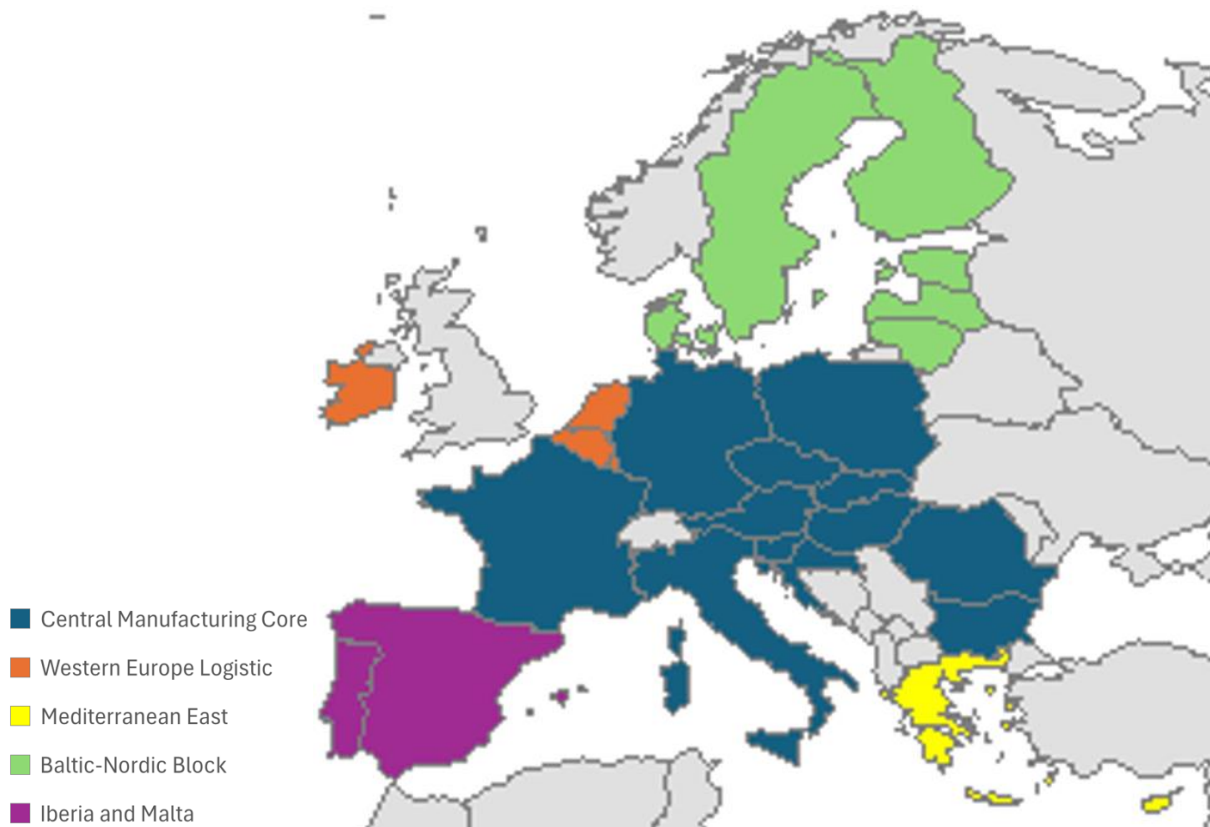 Central Manufacturing Core
Western Europe Logistic
Mediterranean East
Baltic-Nordic Block
Iberia and Malta